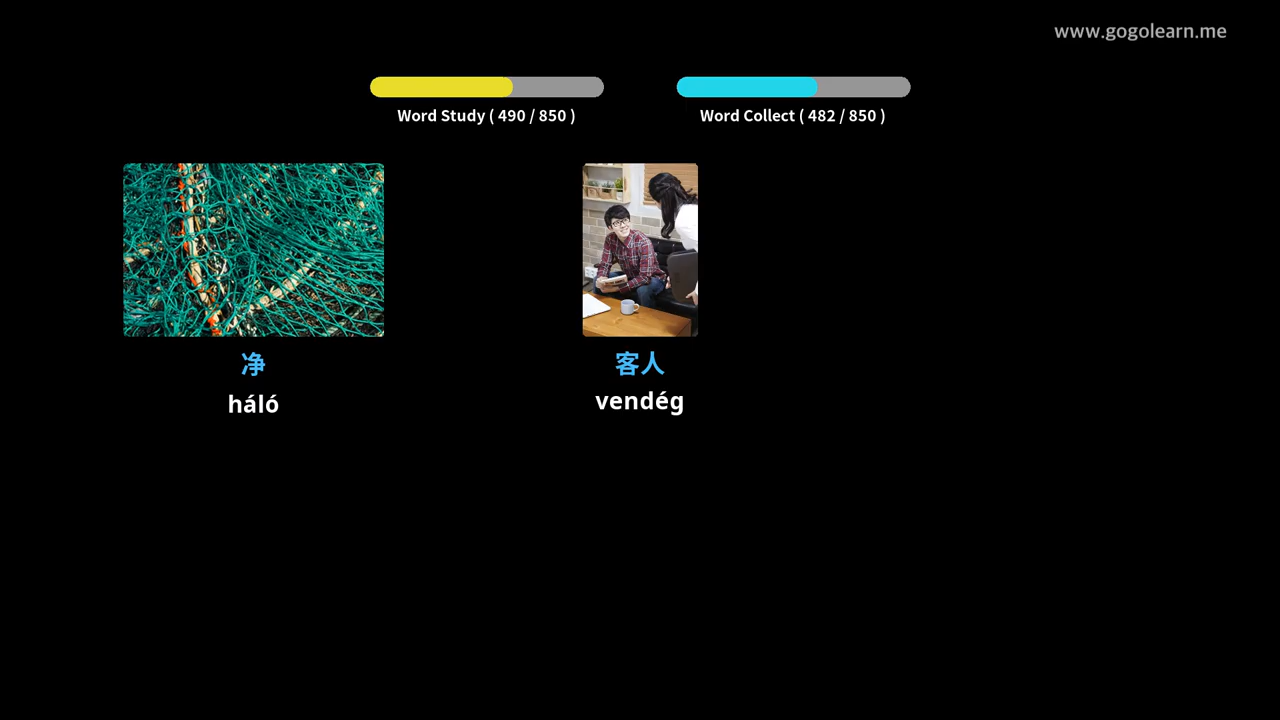 www.gogolearn.me
Word Study ( 490 / 850 )
Word Collect ( 482 / 850 )
净
háló
客人
vendég